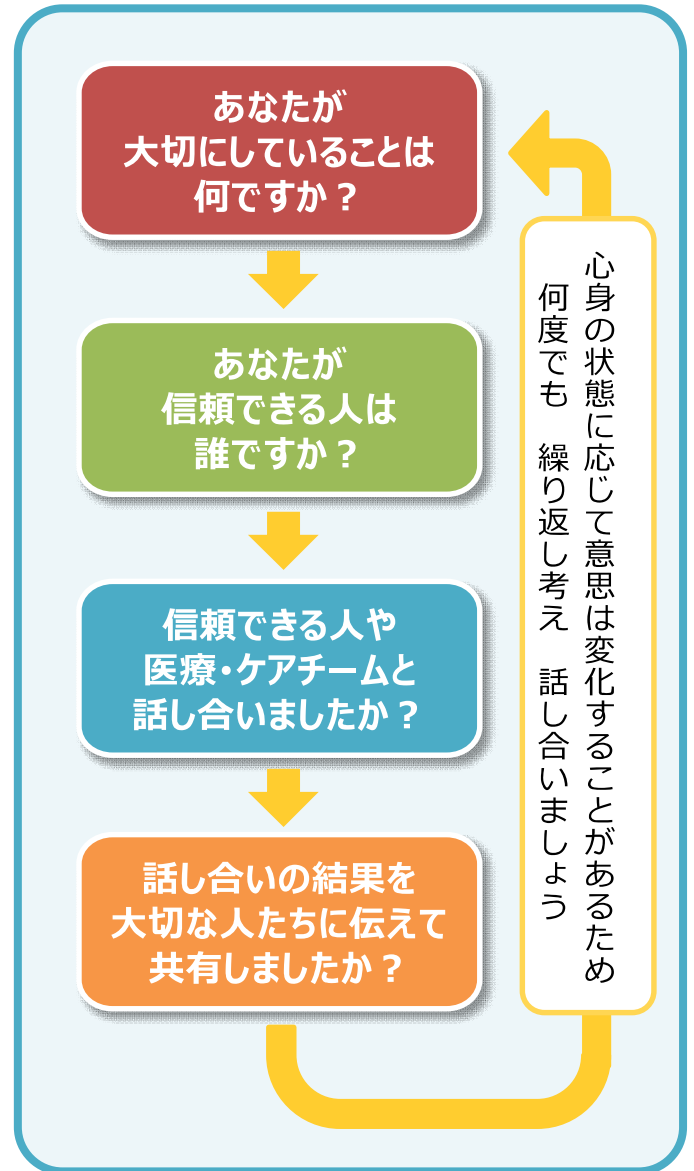 あなたが
大切にしていることは
何ですか？
あなたが
信頼できる人は
誰ですか？
信頼できる人や
医療・ケアチームと
話し合いましたか？
話し合いの結果を
大切な人たちに伝えて
共有しましたか？
心身の状態に応じて意思は変化することがあるため
何度でも　繰り返し考え　話し合いましょう